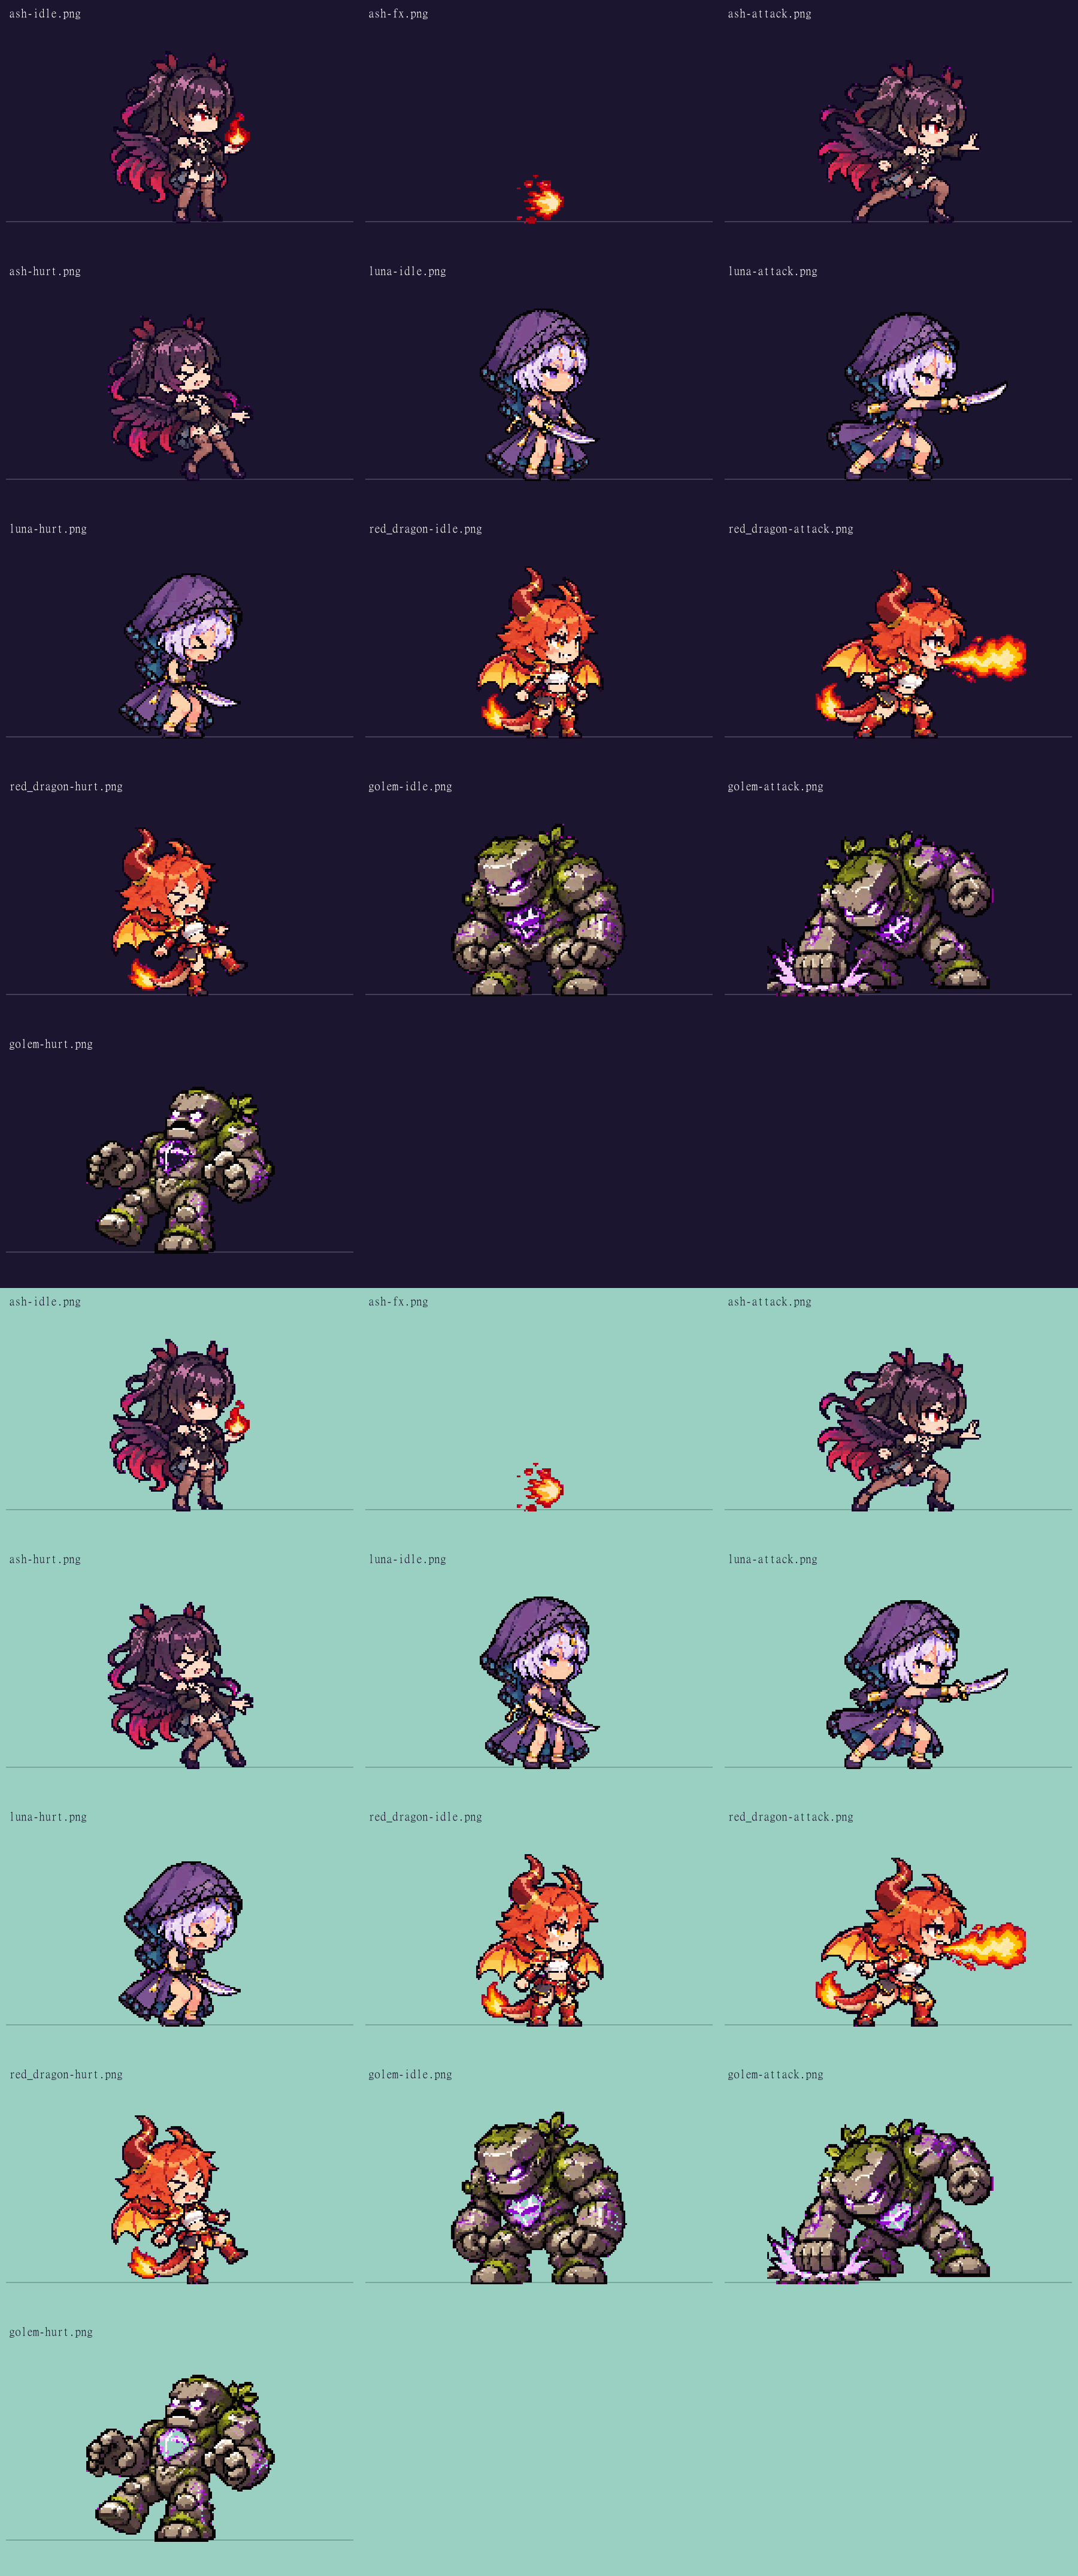 ash-idle.png
ash-fx.png
ash-attack.png
ash-hurt.png
luna-idle.png
luna-attack.png
luna-hurt.png
red_dragon-idle.png
red_dragon-attack.png
red_dragon-hurt.png
golem-idle.png
golem-attack.png
golem-hurt.png
ash-idle.png
ash-fx.png
ash-attack.png
ash-hurt.png
luna-idle.png
luna-attack.png
luna-hurt.png
red_dragon-idle.png
red_dragon-attack.png
red_dragon-hurt.png
golem-idle.png
golem-attack.png
golem-hurt.png